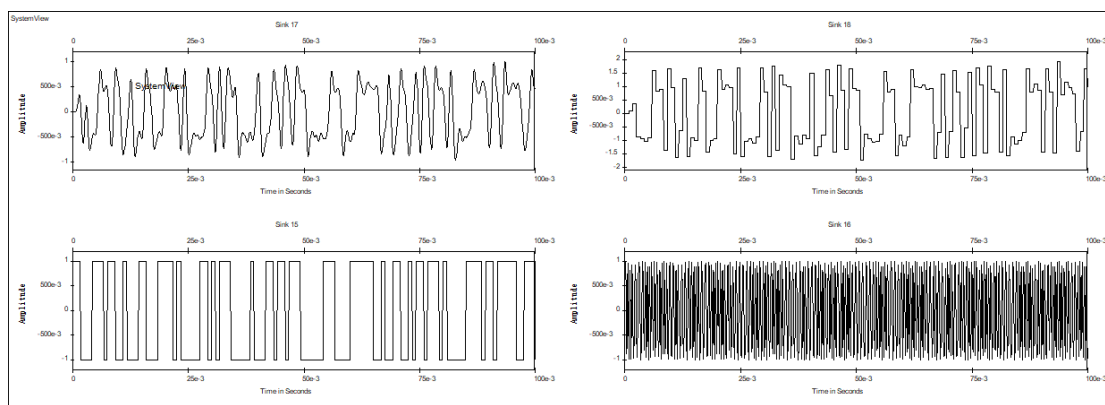 SystemView
Sink 17
0 25e-3 50e-3 75e-3 100e-3
Amplitude
1
500e-3
0
-500e-3
-1
System View
0 25e-3 50e-3 75e-3 100e-3
Time in Seconds
Sink 18
0 25e-3 50e-3 75e-3 100e-3
Amplitude
2
1.5
1
500e-3
0
-500e-3
-1
-1.5
-2
0 25e-3 50e-3 75e-3 100e-3
Time in Seconds
Sink 15
0 25e-3 50e-3 75e-3 100e-3
Amplitude
1
500e-3
0
-500e-3
-1
0 25e-3 50e-3 75e-3 100e-3
Time in Seconds
Sink 16
0 25e-3 50e-3 75e-3 100e-3
Amplitude
1
500e-3
0
-500e-3
-1
0 25e-3 50e-3 75e-3 100e-3
Time in Seconds